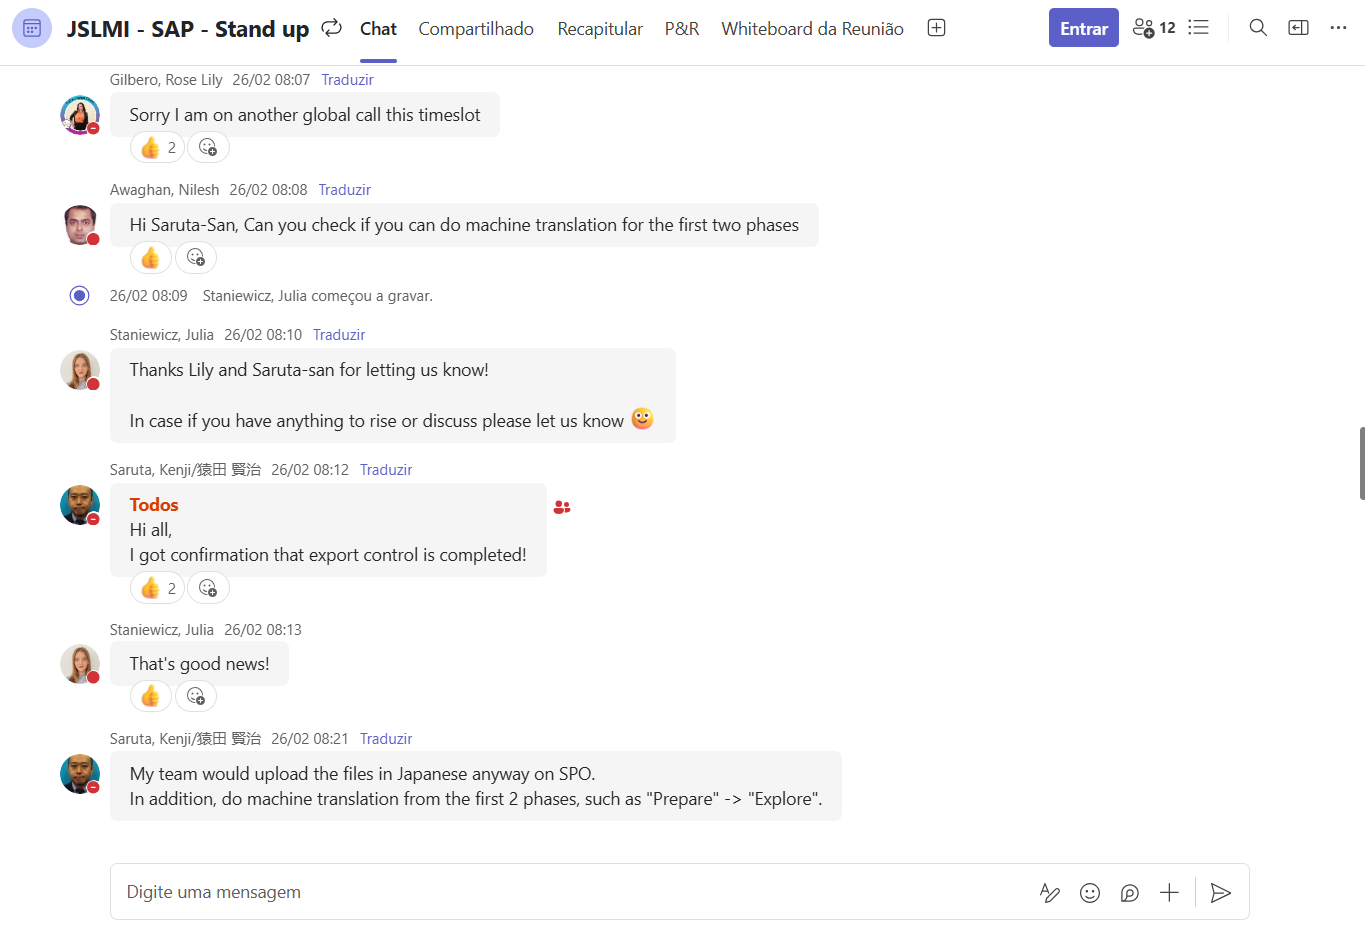 JSLMI - SAP - Stand up
Chat
Compartilhado
Recapitular
P&R
Whiteboard da Reunião
Entrar
12
Gilbero, Rose Lily 26/02 08:07 Traduzir
Sorry I am on another global call this timeslot
2
Awaghan, Nilesh 26/02 08:08 Traduzir
Hi Saruta-San, Can you check if you can do machine translation for the first two phases
26/02 08:09 Staniewicz, Julia começou a gravar.
Staniewicz, Julia 26/02 08:10 Traduzir
Thanks Lily and Saruta-san for letting us know!
In case if you have anything to rise or discuss please let us know
Saruta, Kenji/猿田 賢治 26/02 08:12 Traduzir
Todos
Hi all,
I got confirmation that export control is completed!
2
Staniewicz, Julia 26/02 08:13
That's good news!
Saruta, Kenji/猿田 賢治 26/02 08:21 Traduzir
My team would upload the files in Japanese anyway on SPO.
In addition, do machine translation from the first 2 phases, such as "Prepare" -> "Explore".
Digite uma mensagem